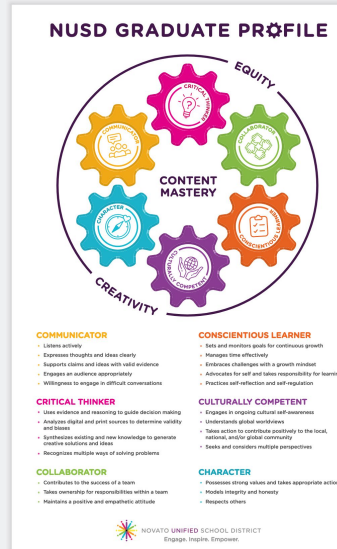 NUSD GRADUATE PROFILE
EQUITY
CRITICAL THINKER
COMMUNICATOR
COLLABORATOR
CONTENT
MASTERY
CHARACTER
CONSCIENTIOUS LEARNER
CULTURALLY COMPETENT
CREATIVITY
COMMUNICATOR
• Listens actively
• Expresses thoughts and ideas clearly
• Supports claims and ideas with valid evidence
• Engages an audience appropriately
• Willingness to engage in difficult conversations
CRITICAL THINKER
• Uses evidence and reasoning to guide decision making
• Analyzes digital and print sources to determine validity
and biases
• Synthesizes existing and new knowledge to generate
creative solutions and ideas
• Recognizes multiple ways of solving problems
COLLABORATOR
• Contributes to the success of a team
• Takes ownership for responsibilities within a team
• Maintains a positive and empathetic attitude
CONSCIENTIOUS LEARNER
• Sets and monitors goals for continuous growth
• Manages time effectively
• Embraces challenges with a growth mindset
• Advocates for self and takes responsibility for learnin
• Practices self-reflection and self-regulation
CULTURALLY COMPETENT
• Engages in ongoing cultural self-awareness
• Understands global worldviews
• Takes action to contribute positively to the local,
national, and/or global community
• Seeks and considers multiple perspectives
CHARACTER
• Possesses strong values and takes appropriate action
• Models integrity and honesty
• Respects others
NOVATO UNIFIED SCHOOL DISTRICT
Engage. Inspire. Empower.